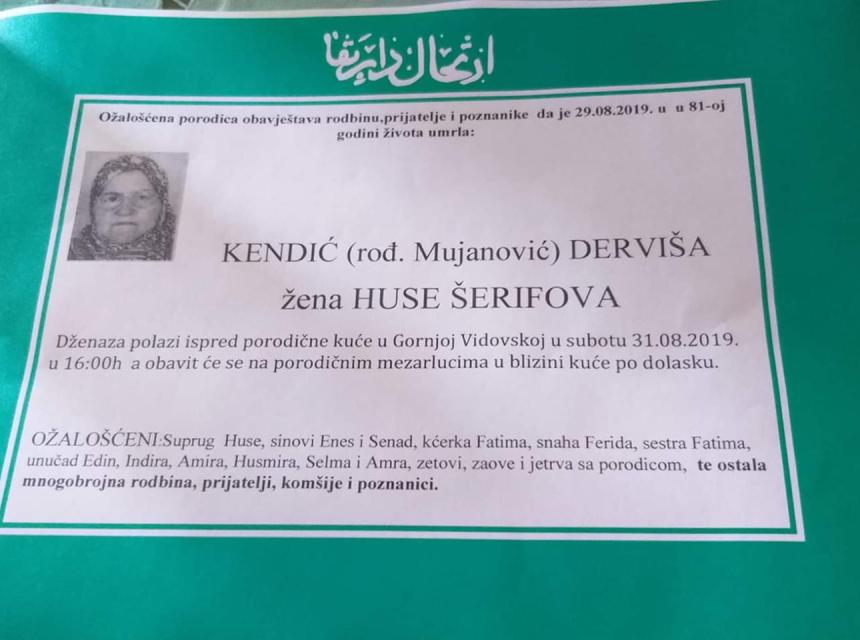 ارتحال دار بقا
Ožalošćena porodica obavještava rodbinu,prijatelje i poznanike da je 29.08.2019. u u 81-oj
godini života umrla:
KENDIĆ (rođ. Mujanović) DERVIŠA
žena HUSE ŠERIFOVA
Dženaza polazi ispred porodične kuće u Gornjoj Vidovskoj u subotu 31.08.2019.
u 16:00h a obavit će se na porodičnim mezarlucima u blizini kuće po dolasku.
OŽALOŠĆENI:Suprug Huse, sinovi Enes i Senad, kćerka Fatima, snaha Ferida, sestra Fatima,
unučad Edin, Indira, Amira, Husmira, Selma i Amra, zetovi, zaove i jetrva sa porodicom, te ostala
mnogobrojna rodbina, prijatelji, komšije i poznanici.